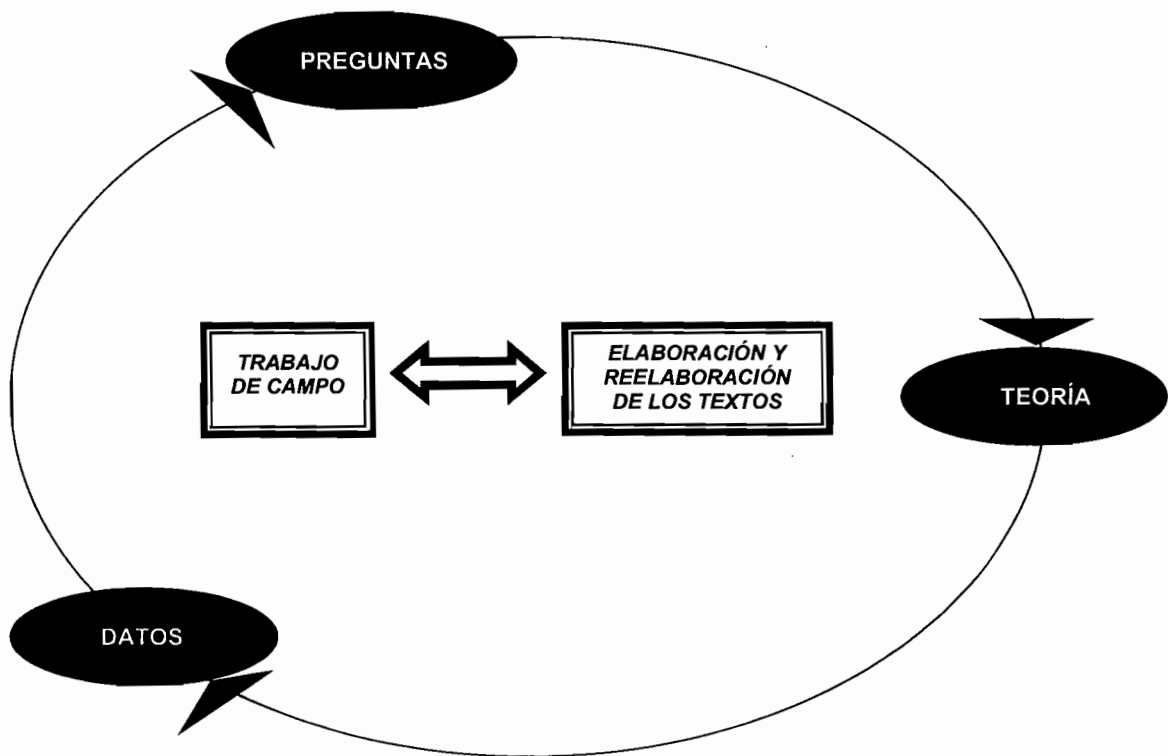 PREGUNTAS
TRABAJO
DE CAMPO
ELABORACIÓN Y
REELABORACIÓN
DE LOS TEXTOS
TEORÍA
DATOS